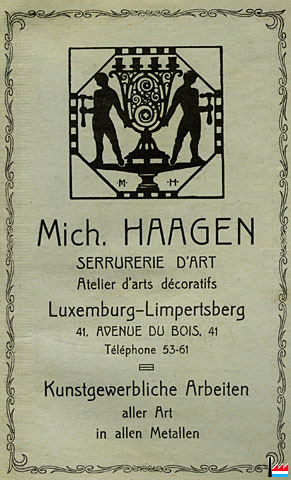 M H
Mich. HAAGEN
SERRURERIE D'ART
Atelier d'arts décoratifs
Luxemburg-Limpertsberg
41, AVENUE DU BOIS, 41
Téléphone 53-61
Kunstgewerbliche Arbeiten
aller Art
in allen Metallen